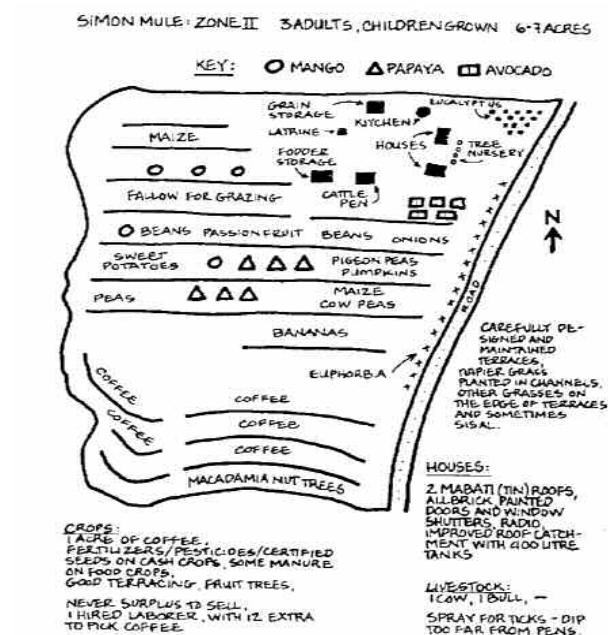 SIMON MULE: ZONE II 3 ADULTS, CHILDREN GROWN 6-7 ACRES
KEY: MANGO PAPAYA AVOCADO
GRAIN STORAGE
KITCHEN
EUCALYPTUS
MAIZE
LATRINE
HOUSES
TREE NURSERY
FODDER STORAGE
CATTLE PEN
FALLOW FOR GRAZING
N
BEANS PASSIONFRUIT BEANS ONIONS
SWEET POTATOES
PIGEON PEAS
PUMPKINS
PEAS
MAIZE
COW PEAS
ROAD
BANANAS
EUPHORBIA
CAREFULLY DE-
SIGNED AND
MAINTAINED
TERRACES,
NAPIER GRASS
PLANTED IN CHANNELS,
OTHER GRASSES ON
THE EDGE OF TERRACES
AND SOMETIMES
SISAL.
COFFEE
COFFEE
COFFEE
COFFEE
COFFEE
MACADAMIA NUT TREES
HOUSES:
2 MABATI (TIN) ROOFS,
ALL BRICK, PAINTED
DOORS AND WINDOW
SHUTTERS, RADIO,
IMPROVED ROOF CATCH-
MENT WITH 400 LITRE
TANKS
CROPS:
1 ACRE OF COFFEE,
FERTILIZERS/PESTICIDES/CERTIFIED
SEEDS ON CASH CROPS, SOME MANURE
ON FOOD CROPS,
GOOD TERRACING, FRUIT TREES,
NEVER SURPLUS TO SELL,
1 HIRED LABORER, WITH 12 EXTRA
TO PICK COFFEE
LIVESTOCK:
1 COW, 1 BULL, —
SPRAY FOR TICKS - DIP
TOO FAR FROM PENS.